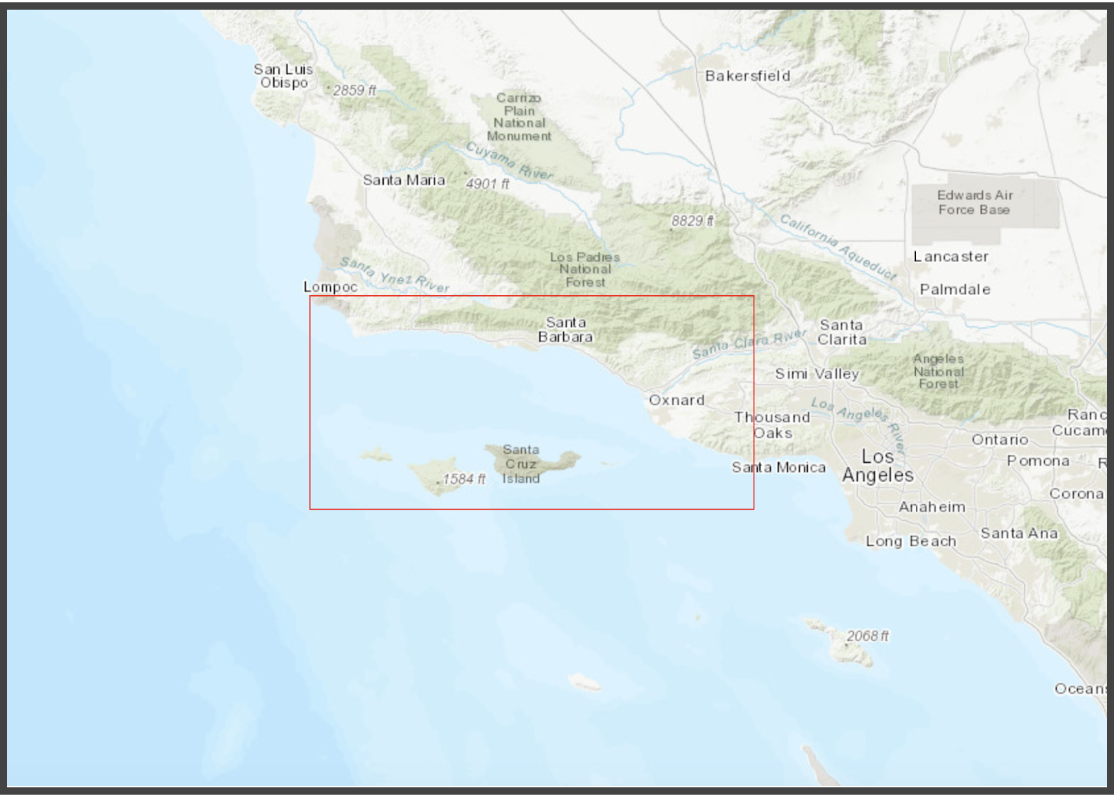 San Luis
Obispo
2859 ft
Bakersfield
Carrizo
Plain
National
Monument
Cuyama River
Santa Maria
4901 ft
Edwards Air
Force Base
8829 ft
California Aqueduct
Los Padres
National
Forest
Lancaster
Santa Ynez River
Lompoc
Palmdale
Santa
Barbara
Santa
Clarita
Santa Clara River
Angeles
National
Forest
Simi Valley
Oxnard
Thousand
Oaks
Los Angeles River
Ranc
Cucam
Ontario
Santa
Cruz
Island
1584 ft
Santa Monica
Los
Angeles
Pomona
R
Corona
Anaheim
Santa Ana
Long Beach
2068 ft
Oceans